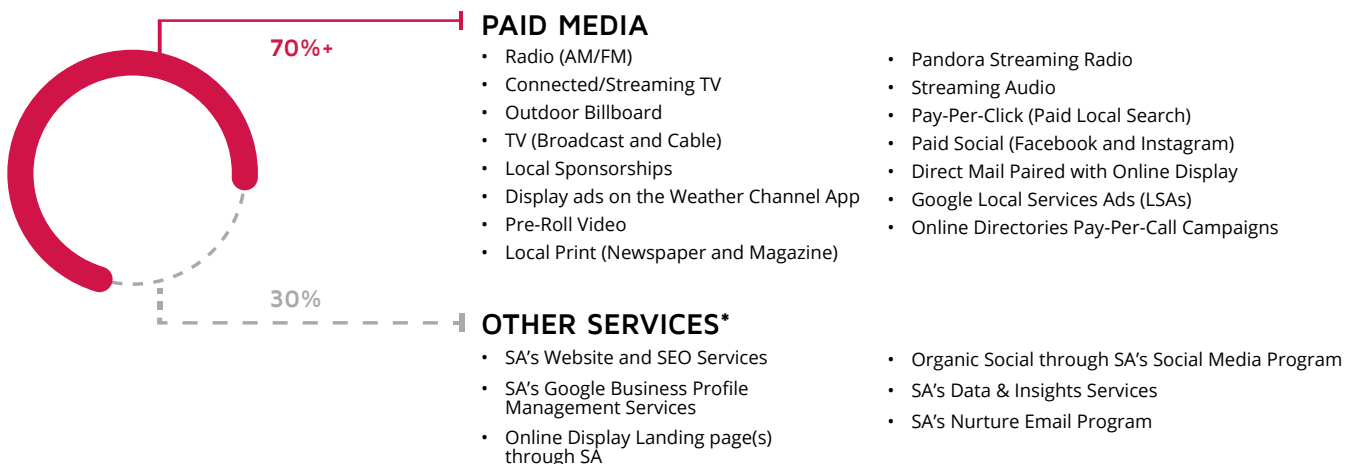 70%+
PAID MEDIA
• Radio (AM/FM)
• Connected/Streaming TV
• Outdoor Billboard
• TV (Broadcast and Cable)
• Local Sponsorships
• Display ads on the Weather Channel App
• Pre-Roll Video
• Local Print (Newspaper and Magazine)
• Pandora Streaming Radio
• Streaming Audio
• Pay-Per-Click (Paid Local Search)
• Paid Social (Facebook and Instagram)
• Direct Mail Paired with Online Display
• Google Local Services Ads (LSAs)
• Online Directories Pay-Per-Call Campaigns
30%
OTHER SERVICES*
• SA's Website and SEO Services
• SA's Google Business Profile
Management Services
• Online Display Landing page(s)
through SA
• Organic Social through SA's Social Media Program
• SA's Data & Insights Services
• SA's Nurture Email Program